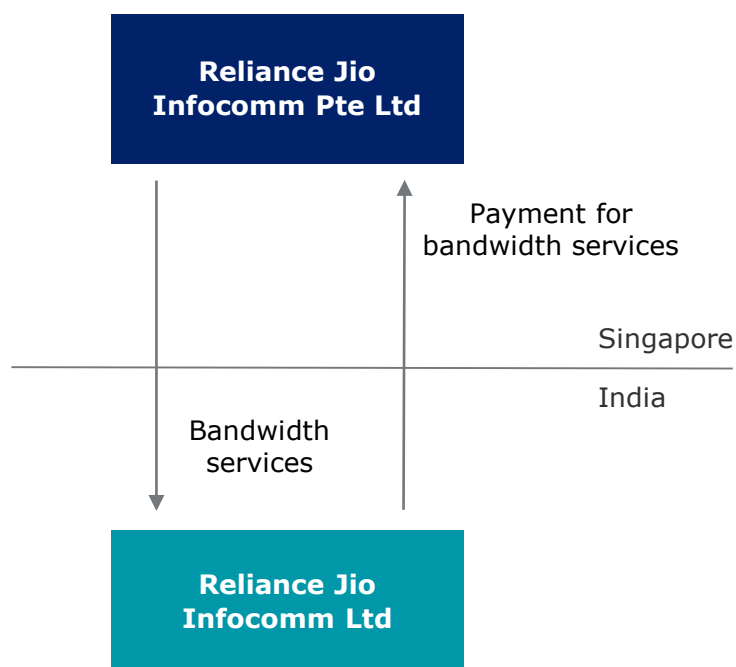 Reliance Jio
Infocomm Pte Ltd
Payment for
bandwidth services
Singapore
India
Bandwidth
services
Reliance Jio
Infocomm Ltd